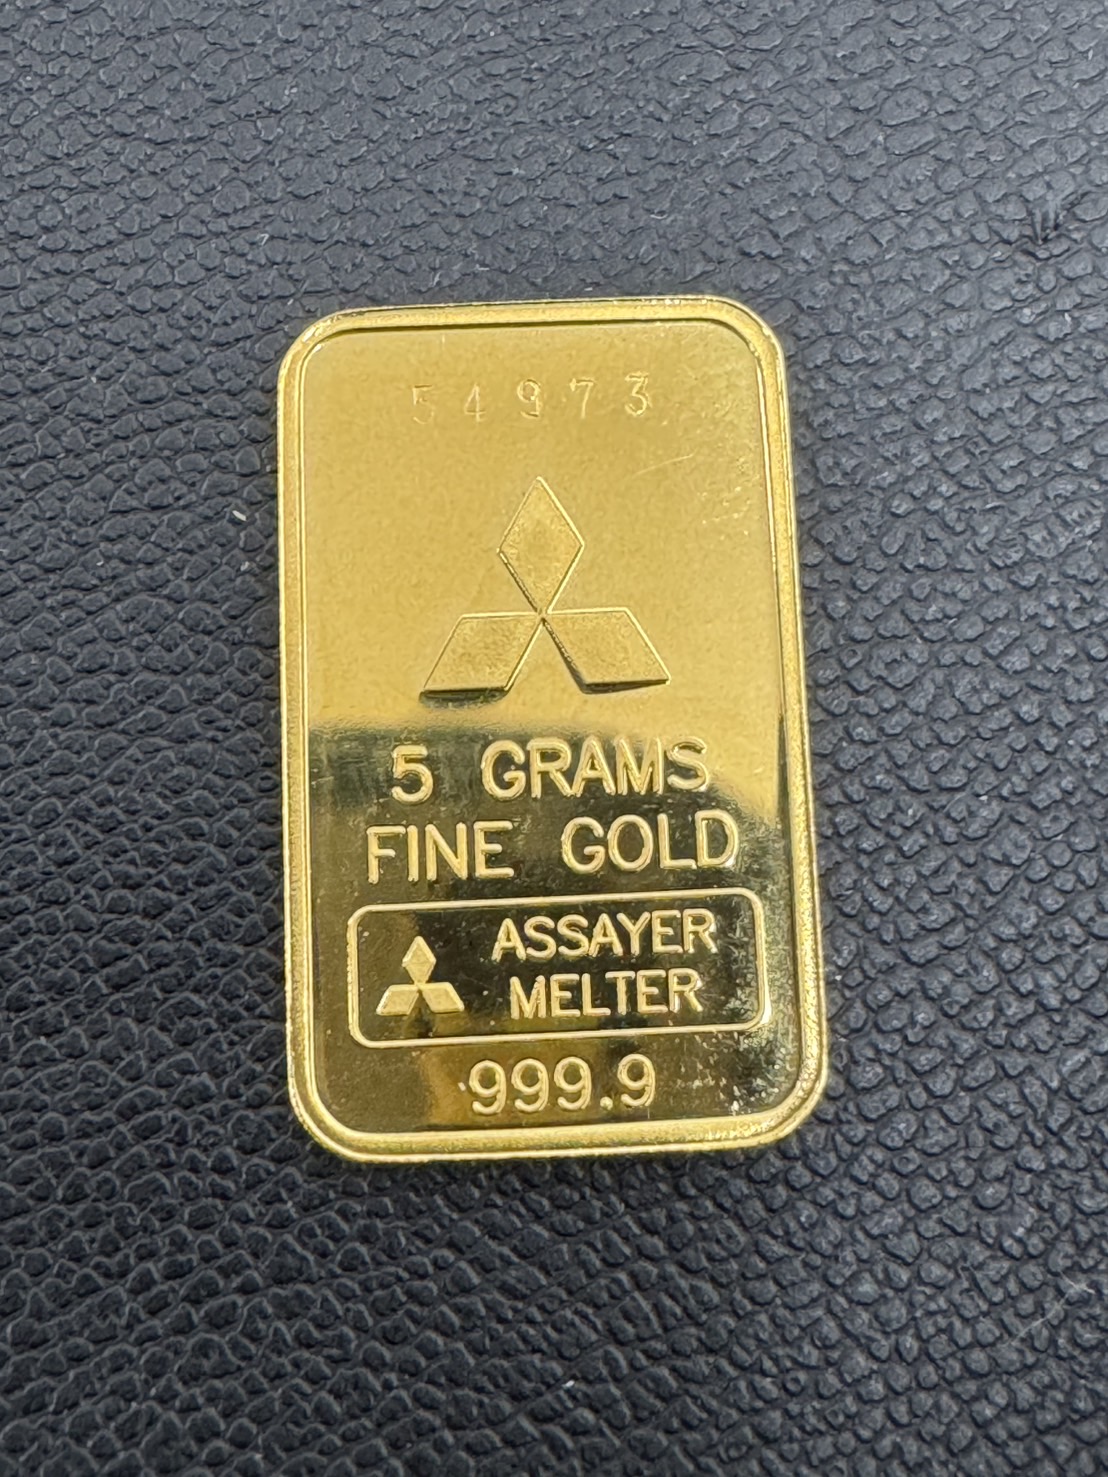 54973
5 GRAMS
FINE GOLD
ASSAYER
MELTER
999.9